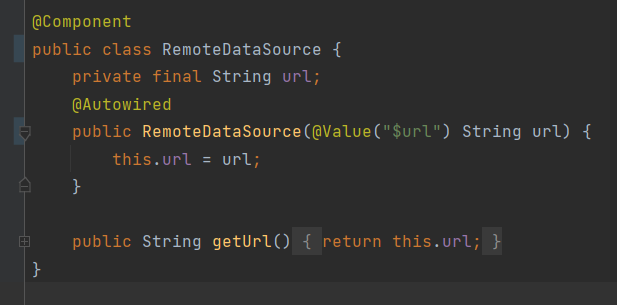 @Component
public class RemoteDataSource {
private final String url;
@Autowired
public RemoteDataSource(@Value("$url") String url) {
this.url = url;
}
public String getUrl() { return this.url; }
}